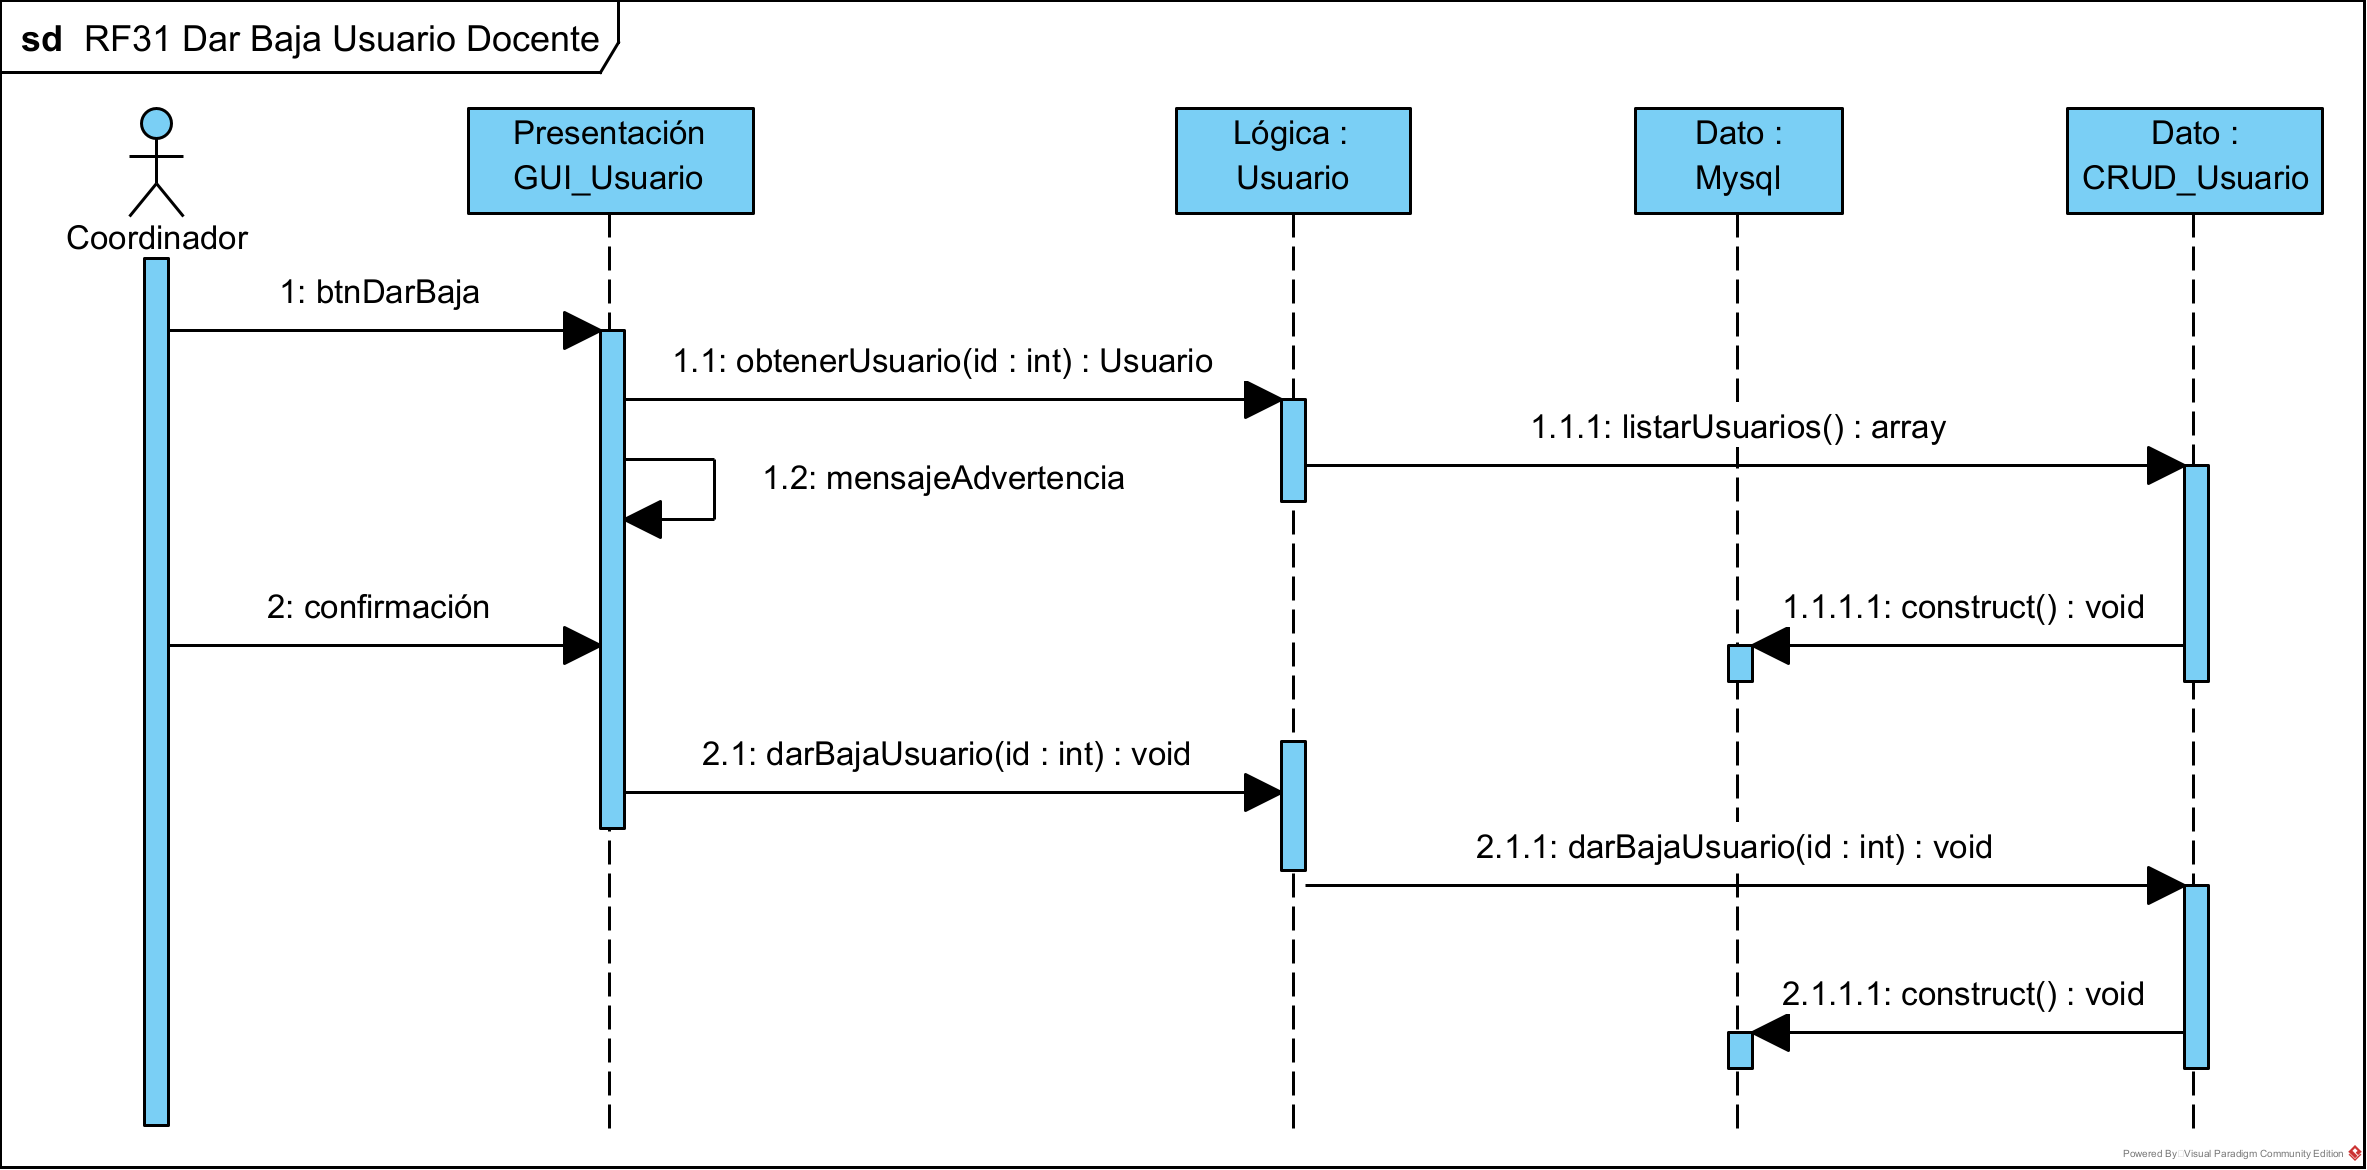 sd RF31 Dar Baja Usuario Docente
Coordinador
Presentación
GUI_Usuario
Lógica :
Usuario
Dato :
Mysql
Dato :
CRUD_Usuario
1: btnDarBaja
1.1: obtenerUsuario(id : int) : Usuario
1.1.1: listarUsuarios() : array
1.2: mensajeAdvertencia
2: confirmación
1.1.1.1: construct() : void
2.1: darBajaUsuario(id : int) : void
2.1.1: darBajaUsuario(id : int) : void
2.1.1.1: construct() : void
Powered By Visual Paradigm Community Edition